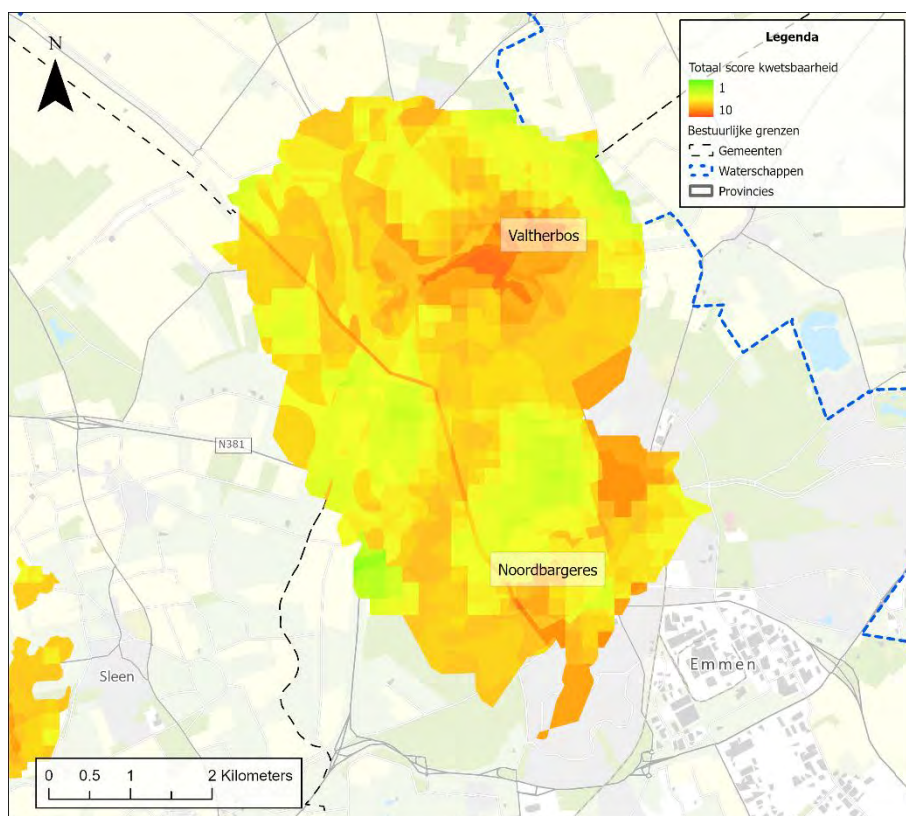 N
Legenda
Totaal score kwetsbaarheid
1
10
Bestuurlijke grenzen
Gemeenten
Waterschappen
Provincies
Valtherbos
N381
Noordbargeres
Emmen
Sleen
0 0.5 1 2 Kilometers